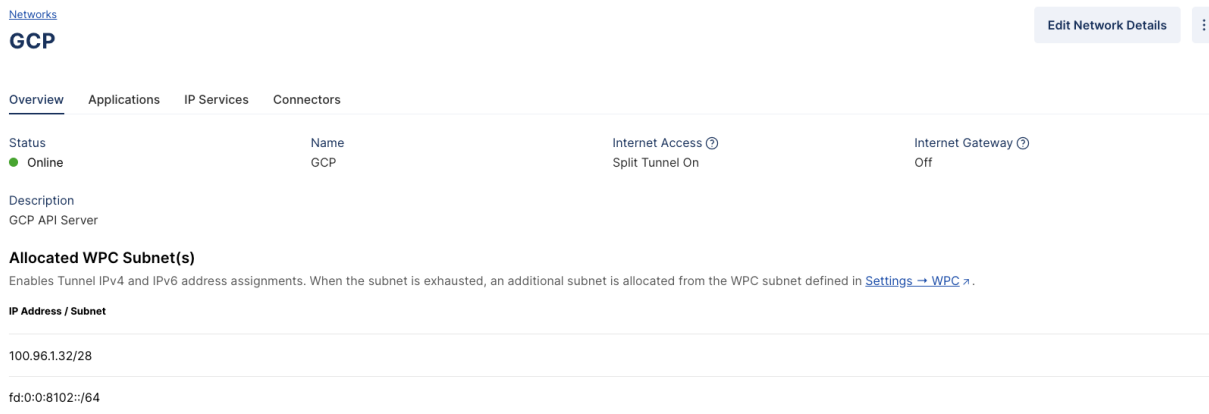 Networks
GCP
Edit Network Details
Overview Applications IP Services Connectors
Status Name Internet Access Internet Gateway
Online GCP Split Tunnel On Off
Description
GCP API Server
Allocated WPC Subnet(s)
Enables Tunnel IPv4 and IPv6 address assignments. When the subnet is exhausted, an additional subnet is allocated from the WPC subnet defined in Settings → WPC ↗.
IP Address / Subnet
100.96.1.32/28
fd:0:0:8102::/64